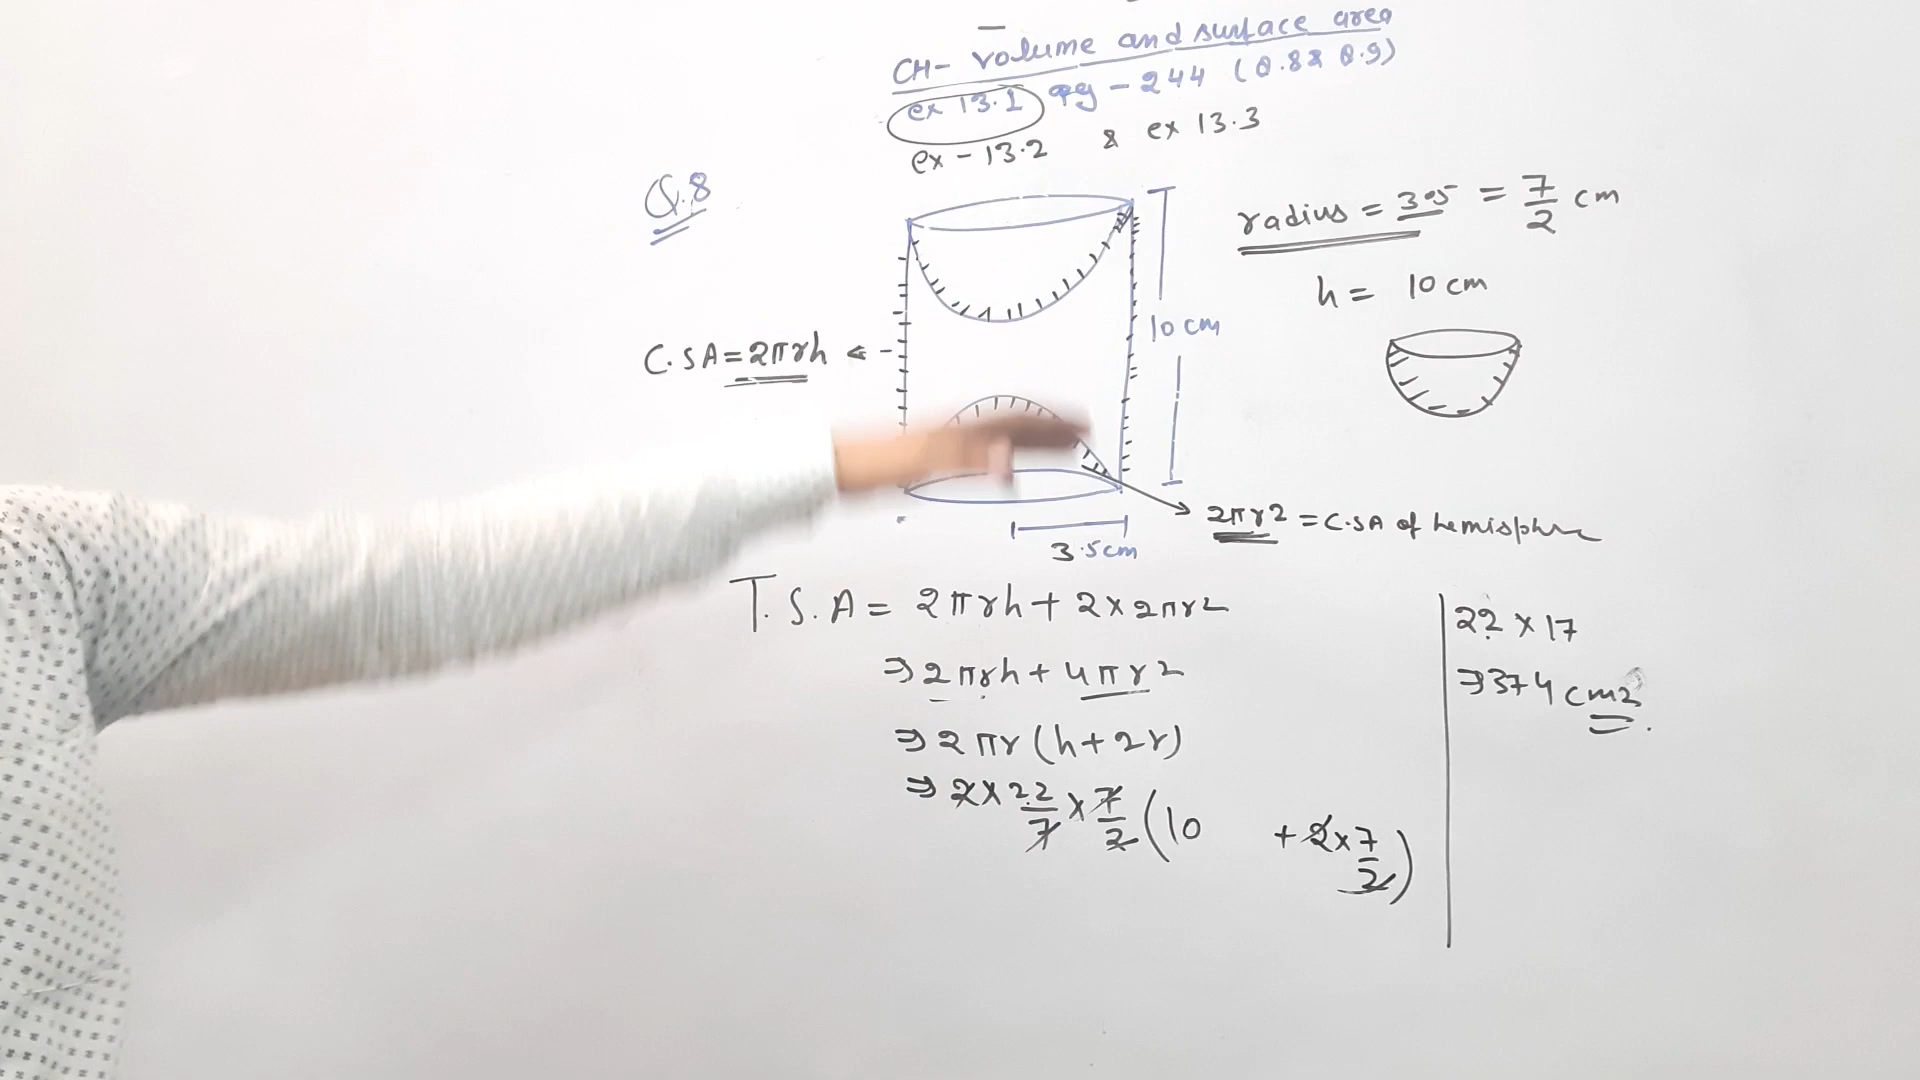 CH- volume and surface area
ex 13.1 pg - 244 (Q.8 & Q.9)
ex - 13.2 & ex 13.3
Q.8
radius = 3.5 = 7/2 cm
h = 10 cm
10 cm
C.SA = 2πrh
2πr2 = C.SA of hemisphere
3.5cm
T.S.A = 2πrh + 2×2πr2
⇒ 2πrh + 4πr2
⇒ 2πr (h+2r)
⇒ 2 × 22/7 × 7/2 (10 + 2×7/2)
22 × 17
⇒ 374 cm2